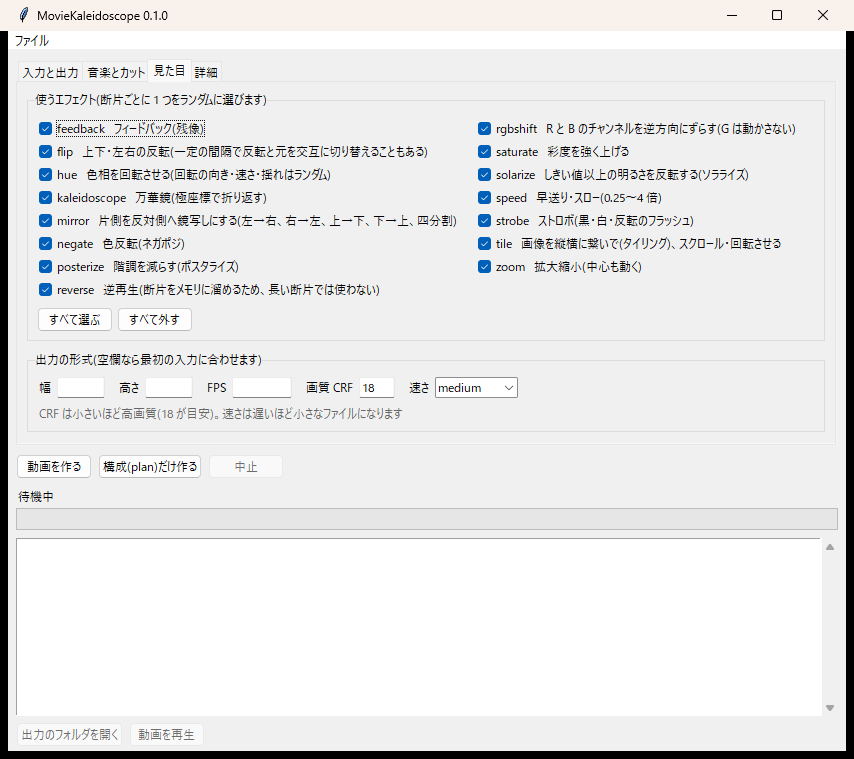 MovieKaleidoscope 0.1.0
ファイル
入力と出力 音楽とカット 見た目 詳細
使うエフェクト(断片ごとに1つをランダムに選びます)
feedback フィードバック(残像)
flip 上下・左右の反転(一定の間隔で反転と元を交互に切り替えることもある)
hue 色相を回転させる(回転の向き・速さ・揺れはランダム)
kaleidoscope 万華鏡(極座標で折り返す)
mirror 片側を反対側へ鏡写しにする(左→右、右→左、上→下、下→上、四分割)
negate 色反転(ネガポジ)
posterize 階調を減らす(ポスタライズ)
reverse 逆再生(断片をメモリに溜めるため、長い断片では使わない)
rgbshift R と B のチャンネルを逆方向にずらす(G は動かさない)
saturate 彩度を強く上げる
solarize しきい値以上の明るさを反転する(ソラライズ)
speed 早送り・スロー(0.25～4 倍)
strobe ストロボ(黒・白・反転のフラッシュ)
tile 画像を縦横に繋いで(タイリング)、スクロール・回転させる
zoom 拡大縮小(中心も動く)
すべて選ぶ すべて外す
出力の形式(空欄なら最初の入力に合わせます)
幅 高さ FPS 画質 CRF 18 速さ medium
CRF は小さいほど高画質(18 が目安)。速さは遅いほど小さなファイルになります
動画を作る 構成(plan)だけ作る 中止
待機中
出力のフォルダを開く 動画を再生